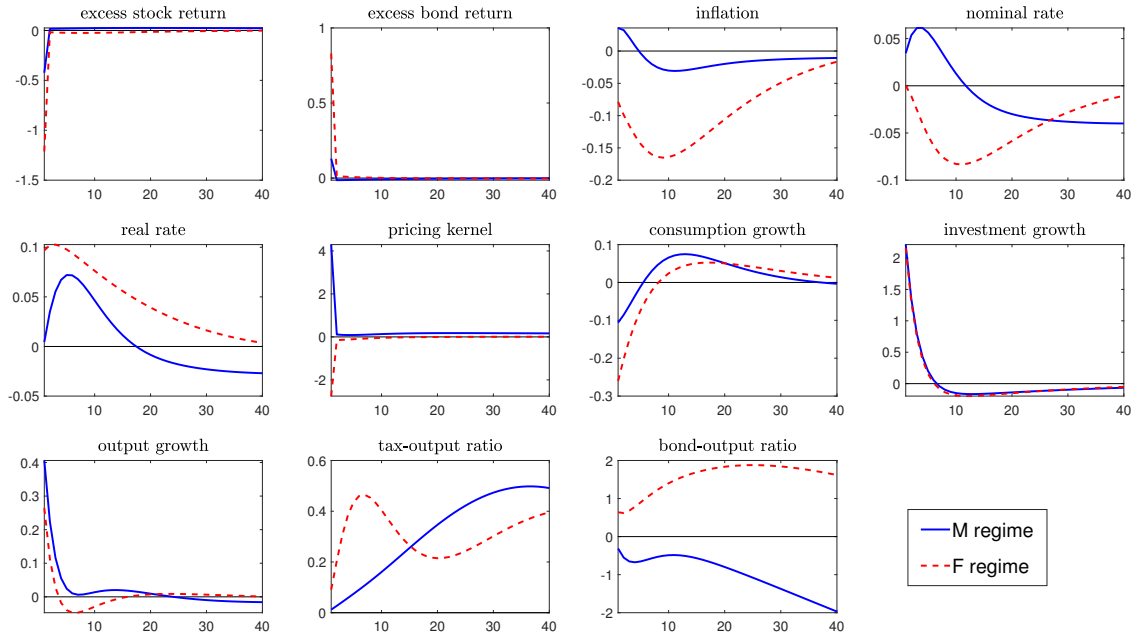 excess stock return
0
-0.5
-1
-1.5
10 20 30 40
excess bond return
1
0.5
0
10 20 30 40
inflation
0
-0.05
-0.1
-0.15
-0.2
10 20 30 40
nominal rate
0.05
0
-0.05
-0.1
10 20 30 40
real rate
0.1
0.05
0
-0.05
10 20 30 40
pricing kernel
4
2
0
-2
10 20 30 40
consumption growth
0.1
0
-0.1
-0.2
-0.3
10 20 30 40
investment growth
2
1.5
1
0.5
0
10 20 30 40
output growth
0.4
0.3
0.2
0.1
0
10 20 30 40
tax-output ratio
0.6
0.4
0.2
0
10 20 30 40
bond-output ratio
2
1
0
-1
-2
10 20 30 40
M regime
F regime